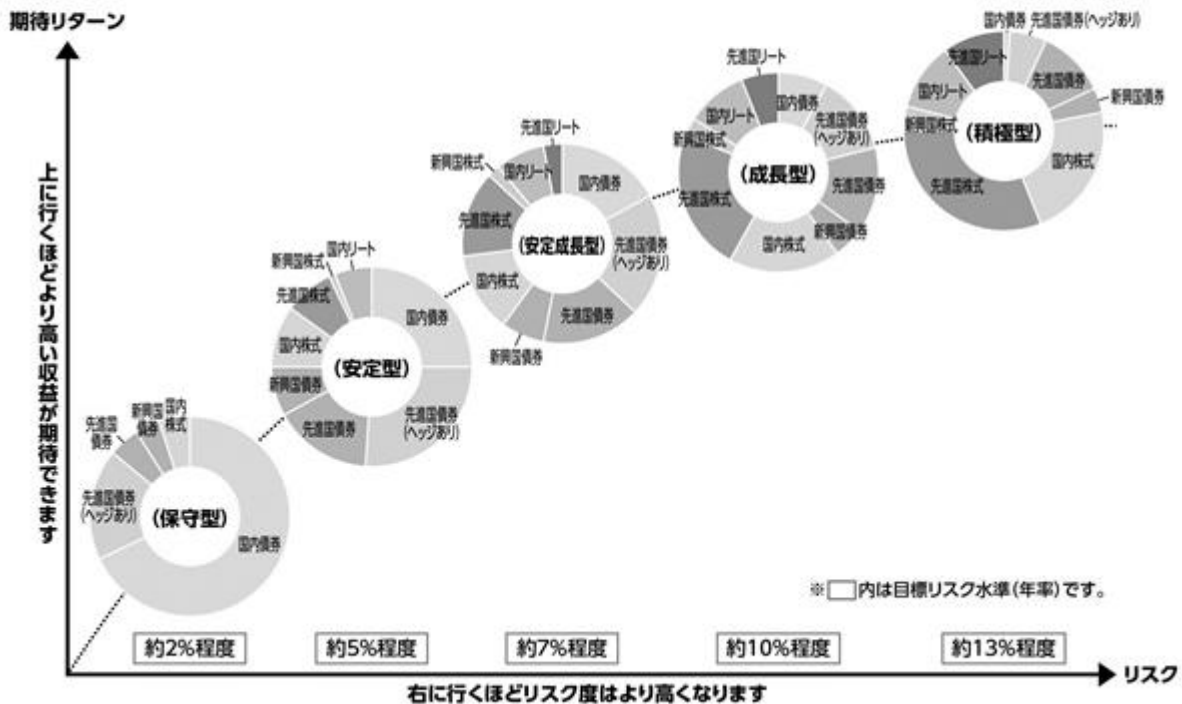 期待リターン
上に行くほどより高い収益が期待できます
国内債券
先進国債券(ヘッジあり)
先進国リート
先進国債券
国内リート
新興国債券
新興国株式
(積極型)
国内株式
先進国株式
先進国リート
国内債券
国内リート
先進国債券
(ヘッジあり)
新興国株式
(成長型)
先進国株式
先進国債券
新興国債券
国内株式
先進国リート
新興国株式
国内リート
国内債券
先進国株式
(安定成長型)
先進国債券
(ヘッジあり)
国内株式
先進国債券
新興国債券
国内リート
新興国株式
先進国株式
国内債券
国内株式
(安定型)
新興国債券
先進国債券
先進国債券
(ヘッジあり)
先進国
債券
新興国
債券
国内
株式
先進国債券
(ヘッジあり)
(保守型)
国内債券
※ 内は目標リスク水準(年率)です。
約2%程度
約5%程度
約7%程度
約10%程度
約13%程度
リスク
右に行くほどリスク度はより高くなります